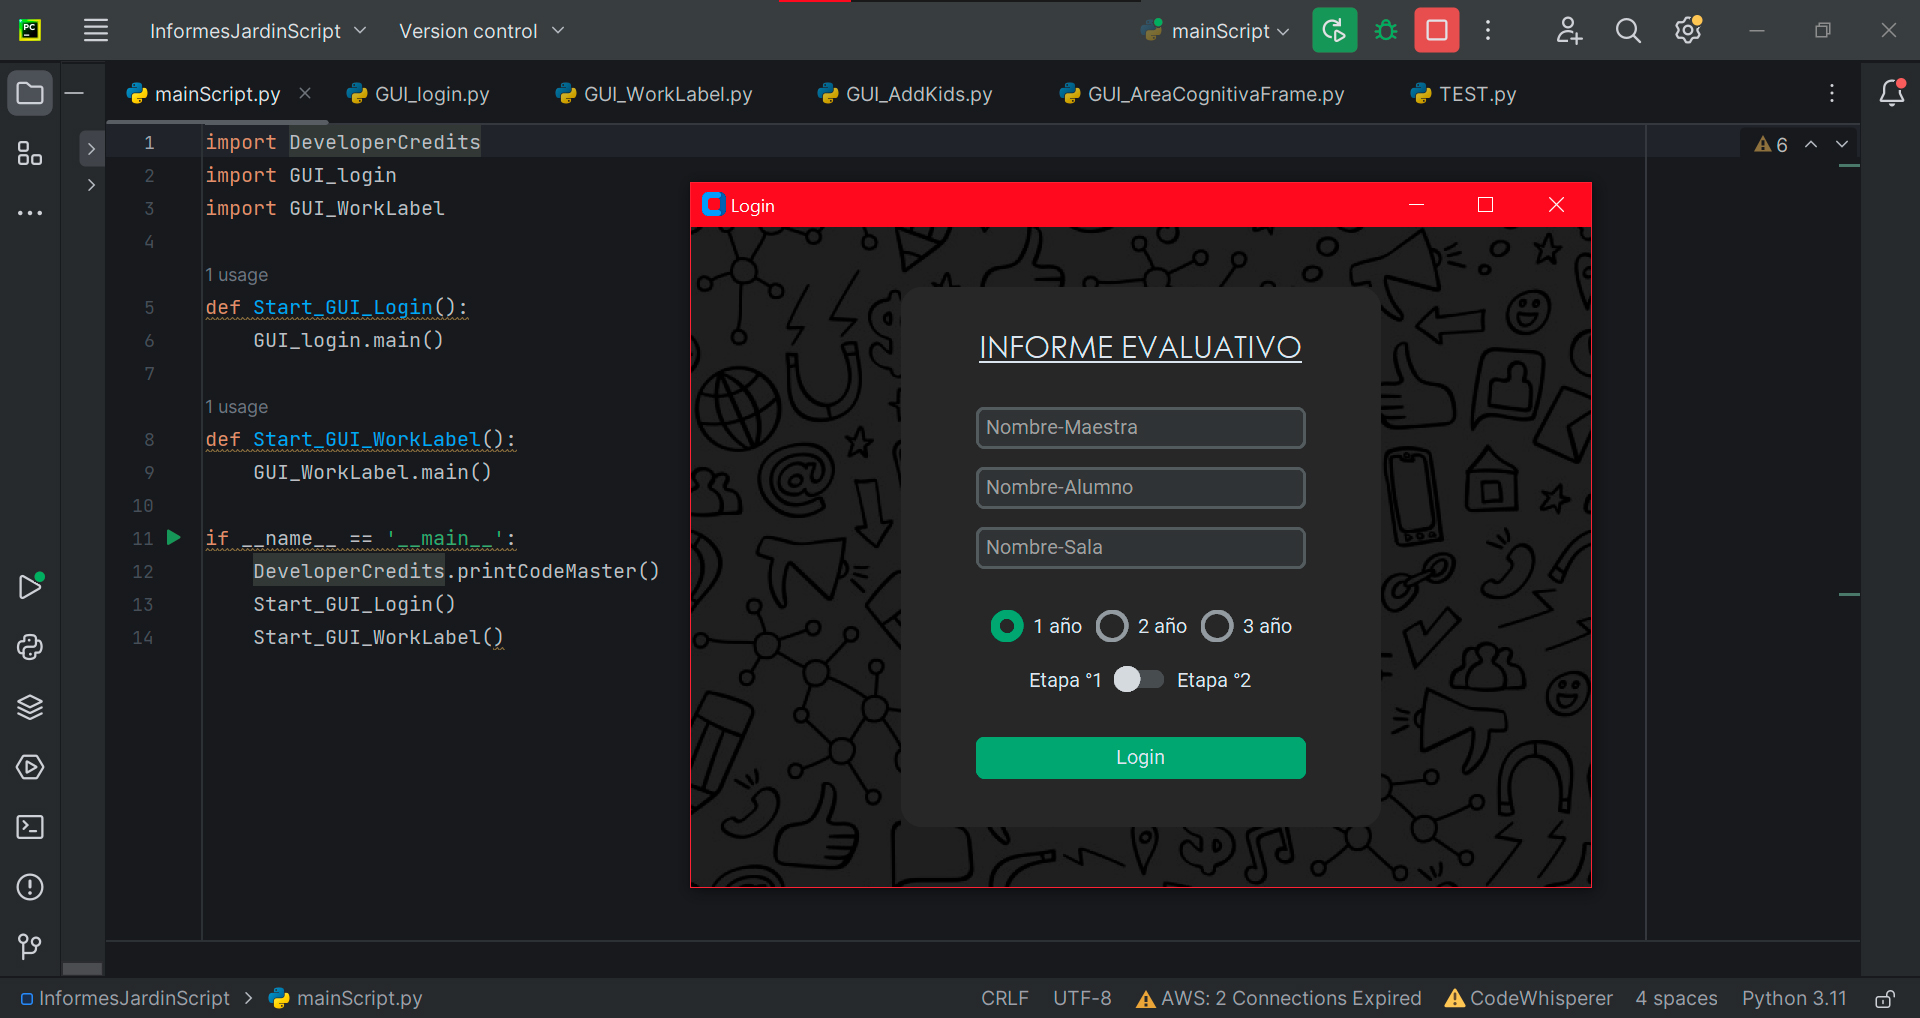 PC
InformesJardinScript
Version control
mainScript
mainScript.py
GUI_login.py
GUI_WorkLabel.py
GUI_AddKids.py
GUI_AreaCognitivaFrame.py
TEST.py
1 import DeveloperCredits
6
2 import GUI_login
3 import GUI_WorkLabel
4
1 usage
5 def Start_GUI_Login():
6 GUI_login.main()
7
1 usage
8 def Start_GUI_WorkLabel():
9 GUI_WorkLabel.main()
10
11 if __name__ == '__main__':
12 DeveloperCredits.printCodeMaster()
13 Start_GUI_Login()
14 Start_GUI_WorkLabel()
Login
INFORME EVALUATIVO
Nombre-Maestra
Nombre-Alumno
Nombre-Sala
1 año 2 año 3 año
Etapa °1 Etapa °2
Login
InformesJardinScript > mainScript.py
CRLF
UTF-8
AWS: 2 Connections Expired
CodeWhisperer
4 spaces
Python 3.11